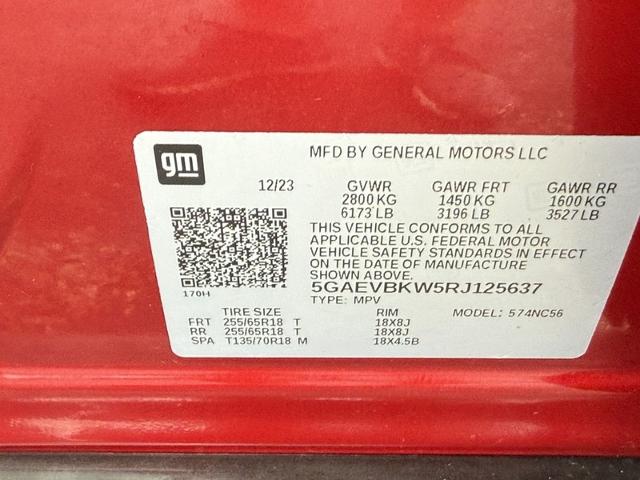 gm
MFD BY GENERAL MOTORS LLC
12/23 GVWR GAWR FRT GAWR RR
2800 KG 1450 KG 1600 KG
6173 LB 3196 LB 3527 LB
THIS VEHICLE CONFORMS TO ALL
APPLICABLE U.S. FEDERAL MOTOR
VEHICLE SAFETY STANDARDS IN EFFECT
ON THE DATE OF MANUFACTURE
SHOWN ABOVE.
170H
5GAEVBKW5RJ125637
TYPE: MPV
MODEL: 574NC56
TIRE SIZE RIM
FRT 255/65R18 T 18X8J
RR 255/65R18 T 18X8J
SPA T135/70R18 M 18X4.5B